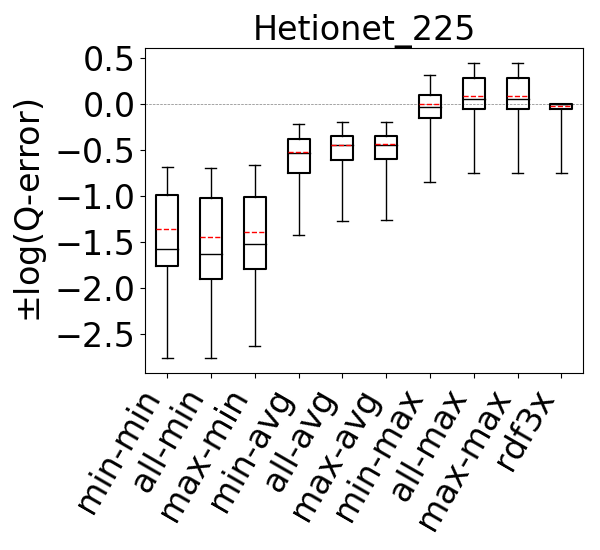 Hetionet_225
±log(Q-error)
0.5
0.0
−0.5
−1.0
−1.5
−2.0
−2.5
min-min
all-min
max-min
min-avg
all-avg
max-avg
min-max
all-max
max-max
rdf3x